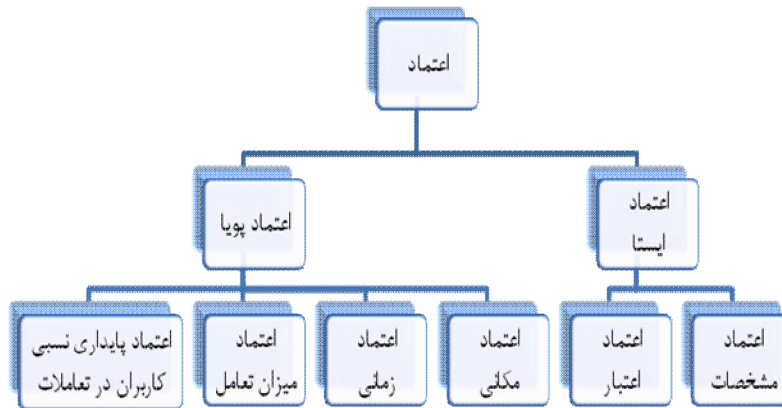 اعتماد
اعتماد
ایستا
اعتماد پویا
اعتماد
مشخصات
اعتماد
اعتبار
اعتماد
مکانی
اعتماد
زمانی
اعتماد
میزان تعامل
اعتماد پایداری نسبی
کاربران در تعاملات